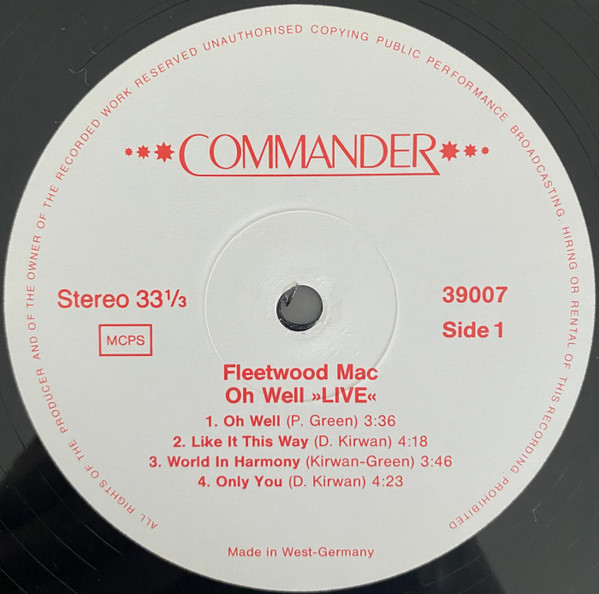 ALL RIGHTS OF THE PRODUCER AND OF THE OWNER OF THE RECORDED WORK RESERVED UNAUTHORISED COPYING PUBLIC PERFORMANCE BROADCASTING, HIRING OR RENTAL OF THIS RECORDING PROHIBITED
COMMANDER
Stereo 33 1/3
39007
MCPS
Side 1
Fleetwood Mac
Oh Well »LIVE«
1. Oh Well (P. Green) 3:36
2. Like It This Way (D. Kirwan) 4:18
3. World In Harmony (Kirwan-Green) 3:46
4. Only You (D. Kirwan) 4:23
Made in West-Germany